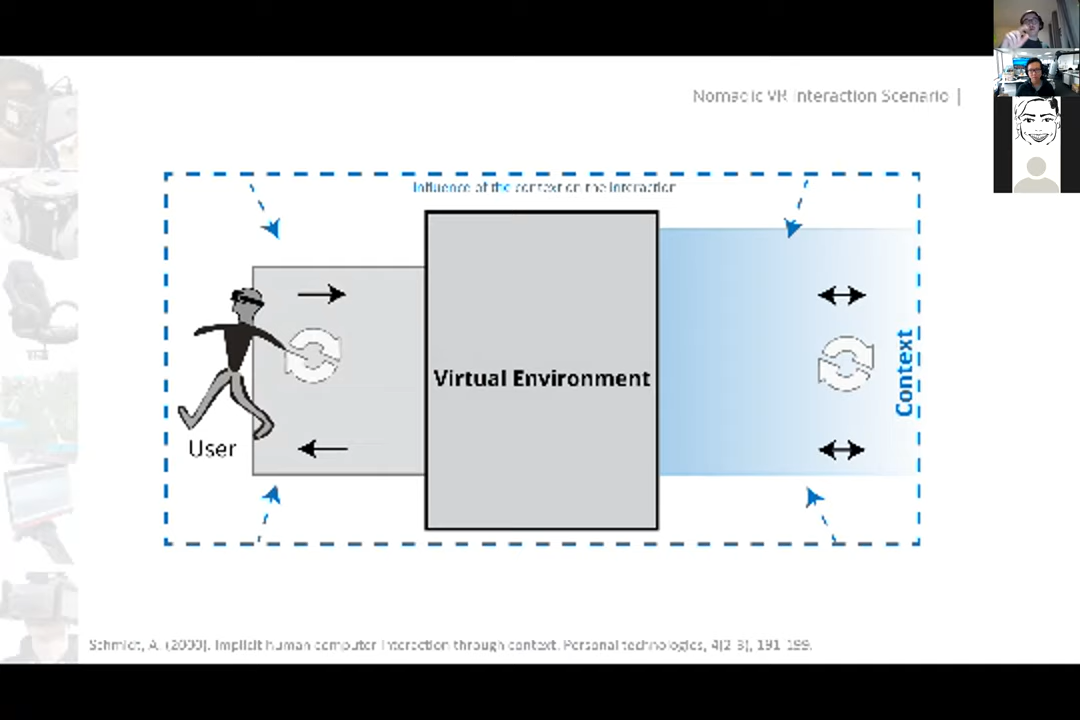 Nomadic VR Interaction Scenario |
Influence of the context on the interaction
Virtual Environment
Context
User
Schmidt, A. (2000). Implicit human computer interaction through context. Personal technologies, 4(2-3), 191-199.